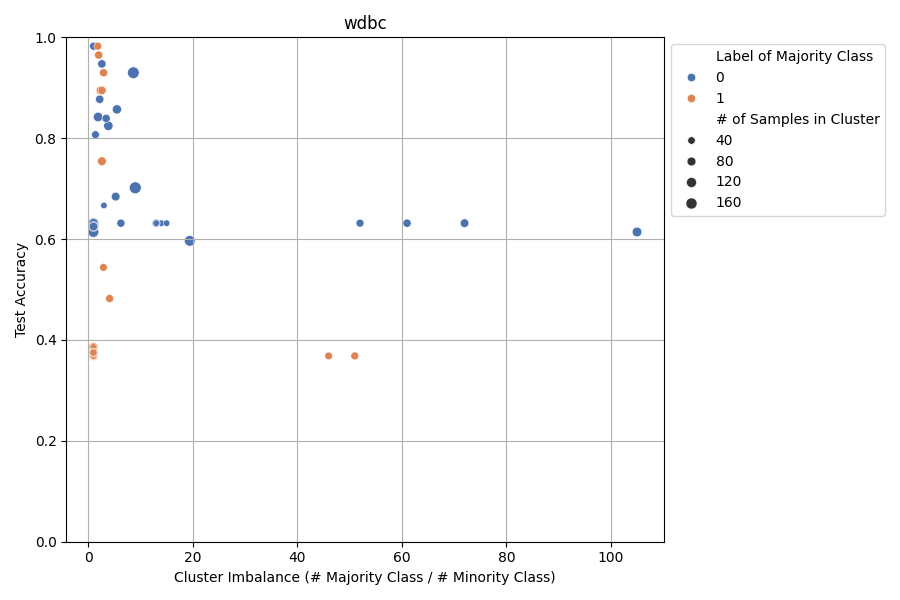 wdbc
1.0
0.8
0.6
0.4
0.2
0.0
Test Accuracy
0 20 40 60 80 100
Cluster Imbalance (# Majority Class / # Minority Class)
Label of Majority Class
0
1
# of Samples in Cluster
40
80
120
160